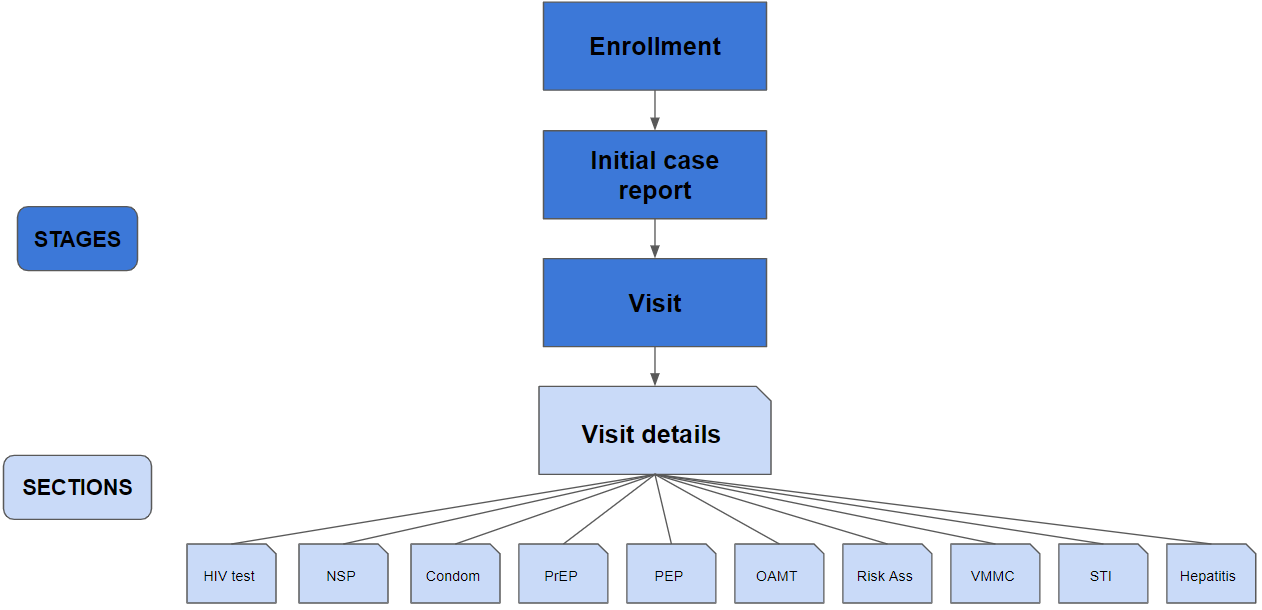 Enrollment
Initial case
report
STAGES
Visit
Visit details
SECTIONS
HIV test
NSP
Condom
PrEP
PEP
OAMT
Risk Ass
VMMC
STI
Hepatitis